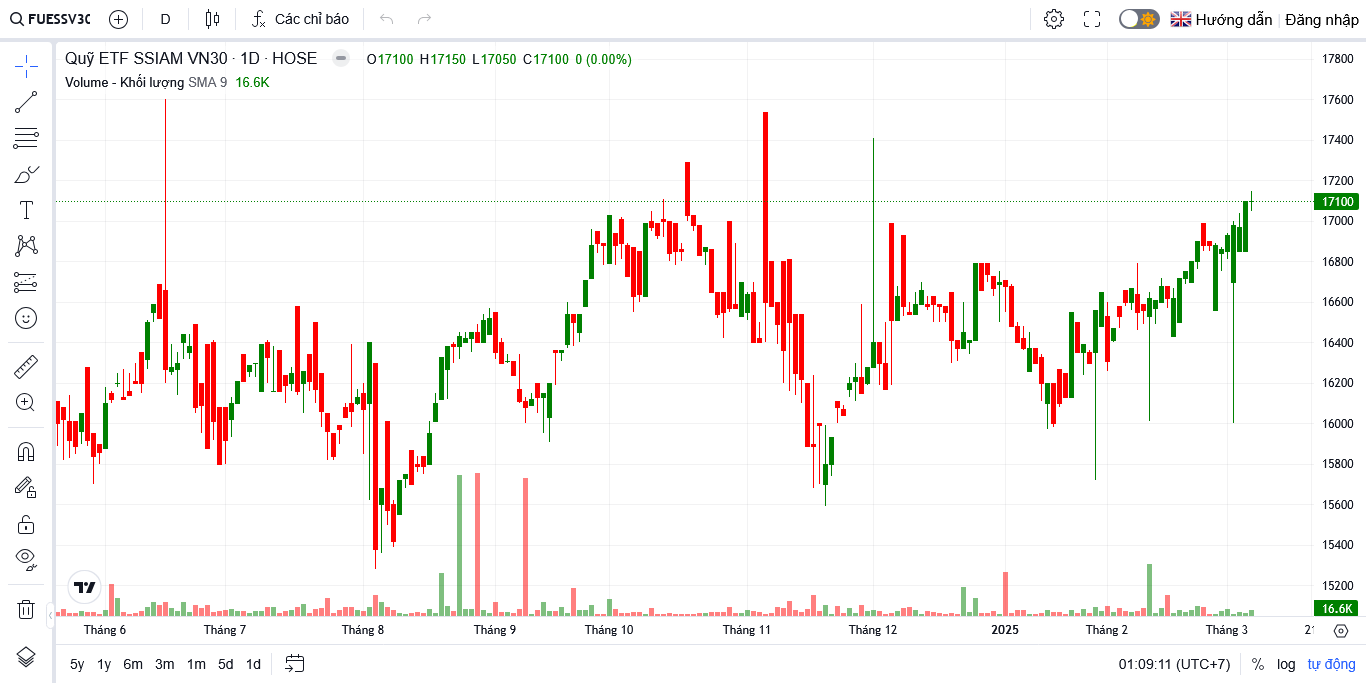 FUESSV30 D Các chỉ báo Hướng dẫn Đăng nhập
Quỹ ETF SSIAM VN30 · 1D · HOSE O17100 H17150 L17050 C17100 0 (0.00%)
Volume - Khối lượng SMA 9 16.6K
17800
17600
17400
17200
17100
17000
16800
16600
16400
16200
16000
15800
15600
15400
15200
16.6K
Tháng 6 Tháng 7 Tháng 8 Tháng 9 Tháng 10 Tháng 11 Tháng 12 2025 Tháng 2 Tháng 3
5y 1y 6m 3m 1m 5d 1d 01:09:11 (UTC+7) % log tự động